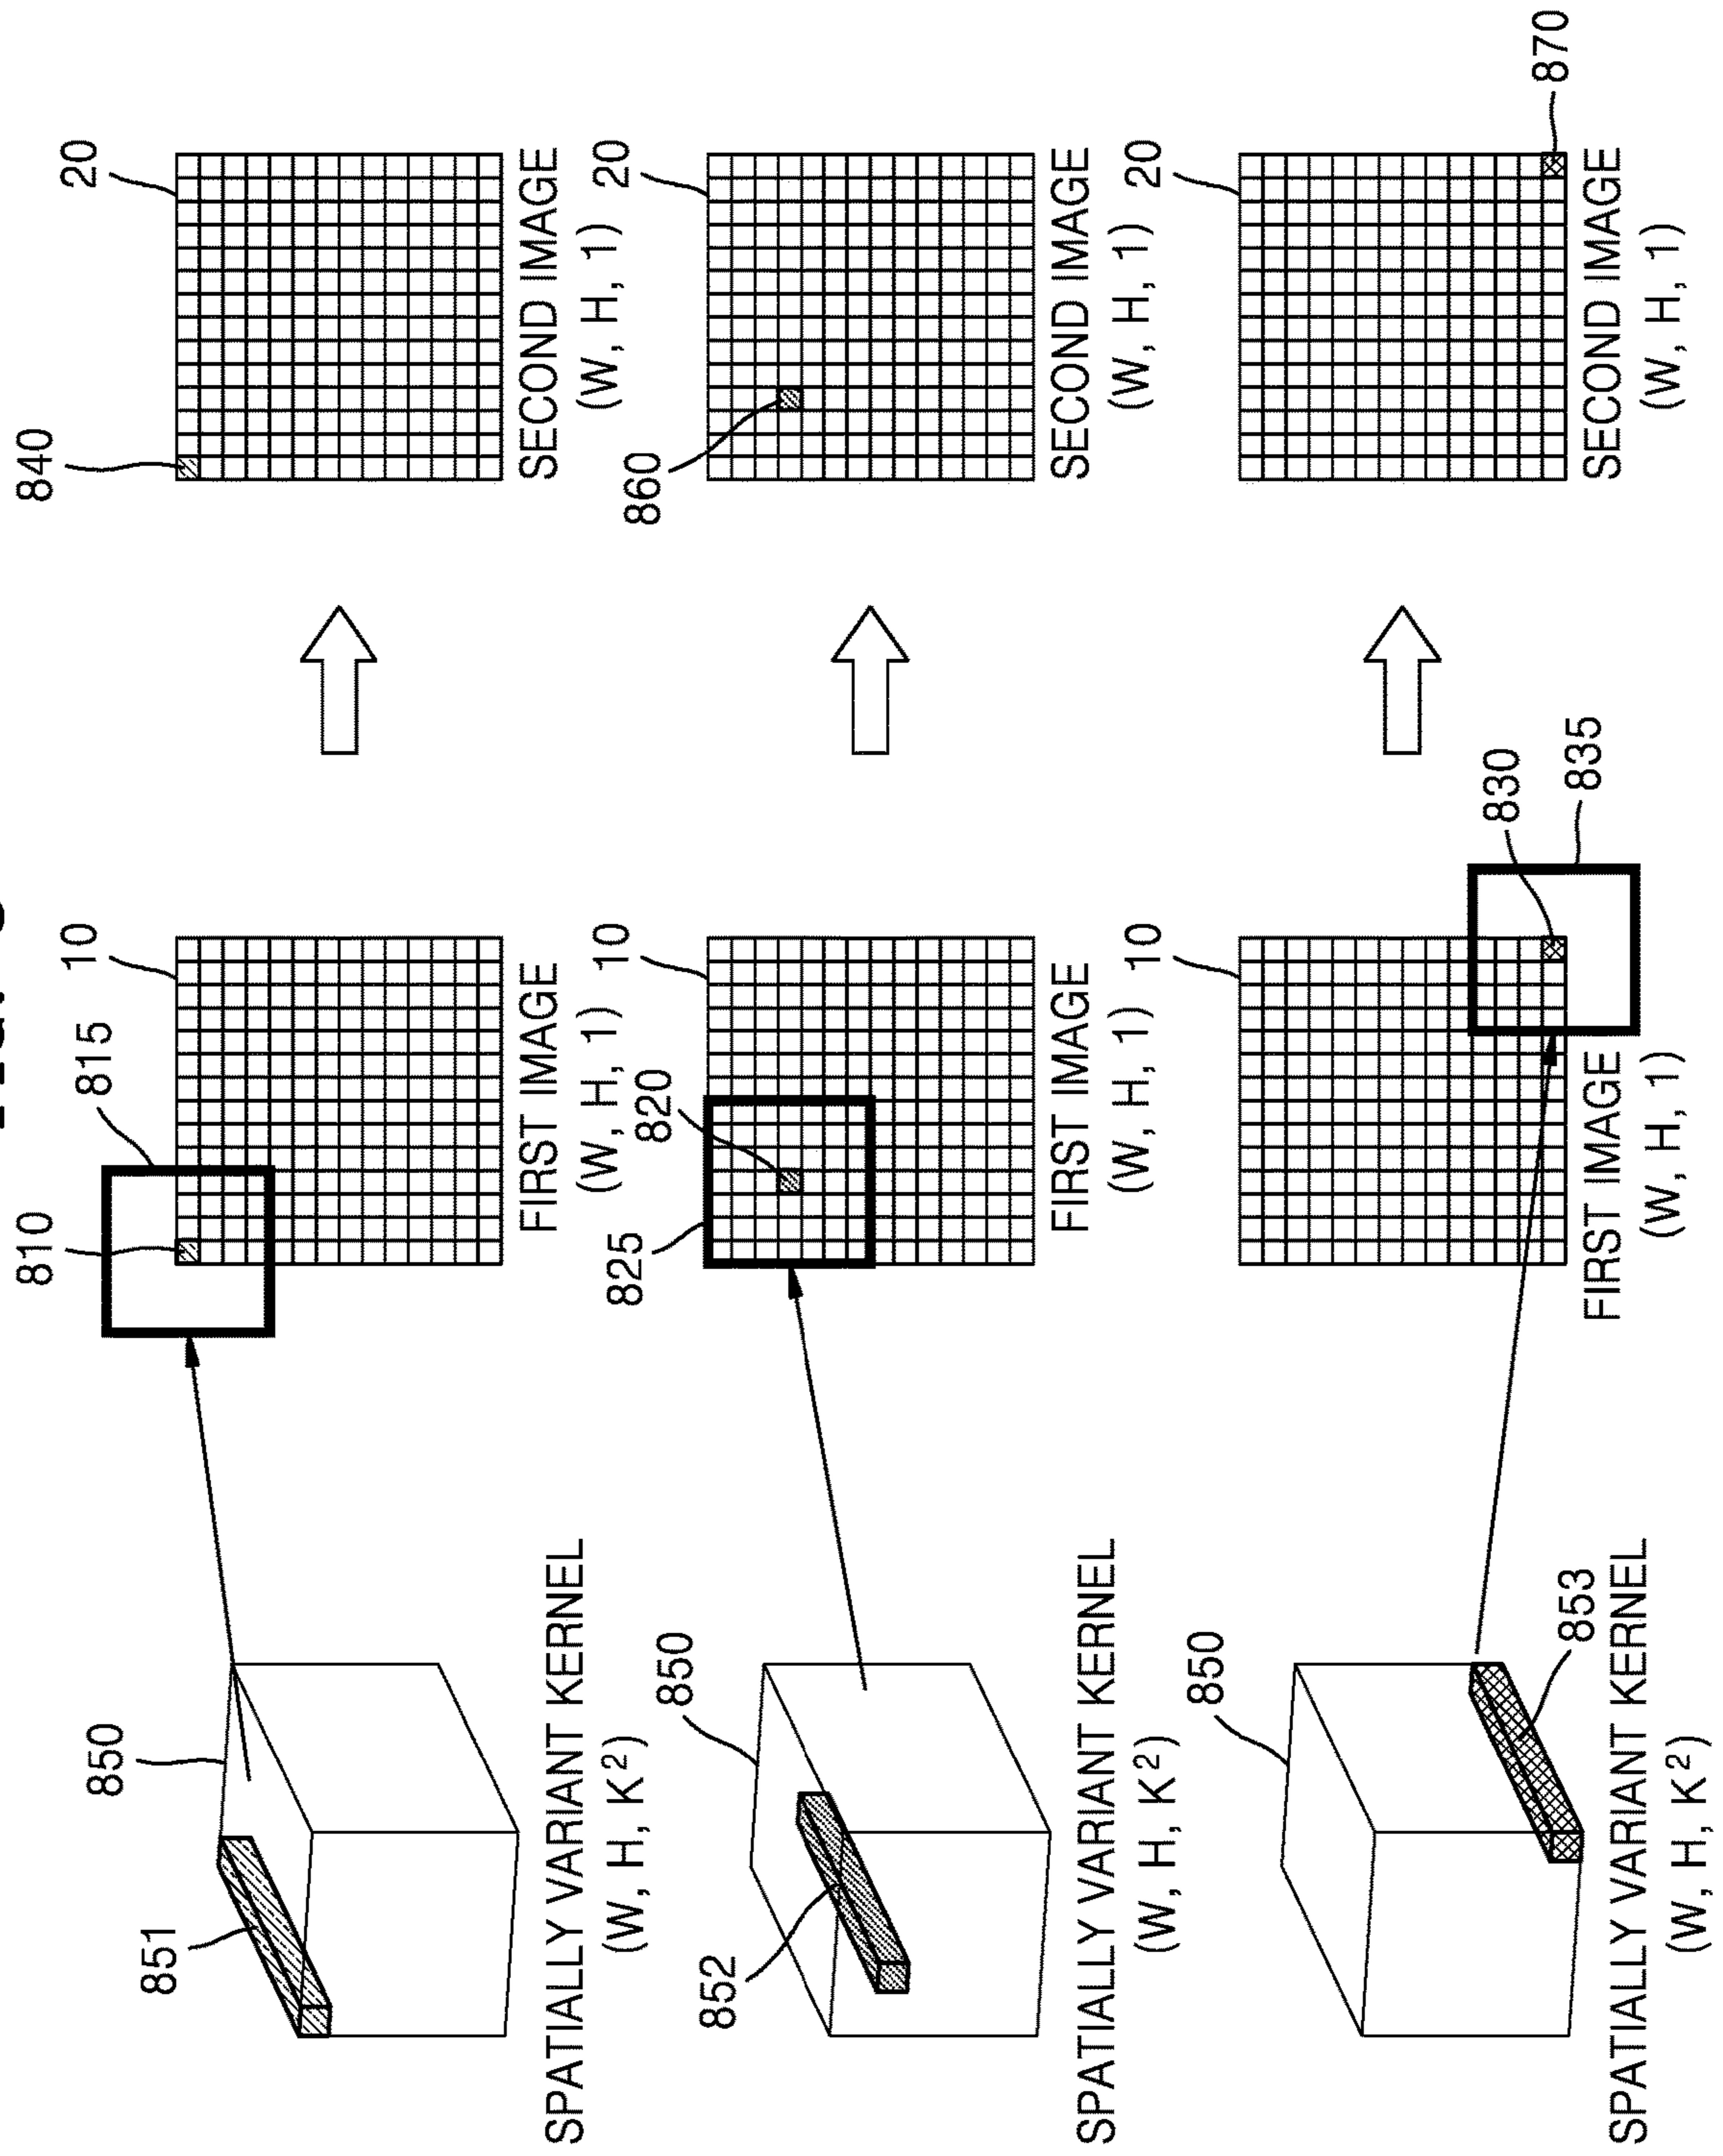 850
851
SPATIALLY VARIANT KERNEL
(W, H, K²)
810
815
10
FIRST IMAGE
(W, H, 1)
840
20
SECOND IMAGE
(W, H, 1)
850
852
SPATIALLY VARIANT KERNEL
(W, H, K²)
825
820
10
FIRST IMAGE
(W, H, 1)
860
20
SECOND IMAGE
(W, H, 1)
850
853
SPATIALLY VARIANT KERNEL
(W, H, K²)
10
830
835
FIRST IMAGE
(W, H, 1)
20
870
SECOND IMAGE
(W, H, 1)